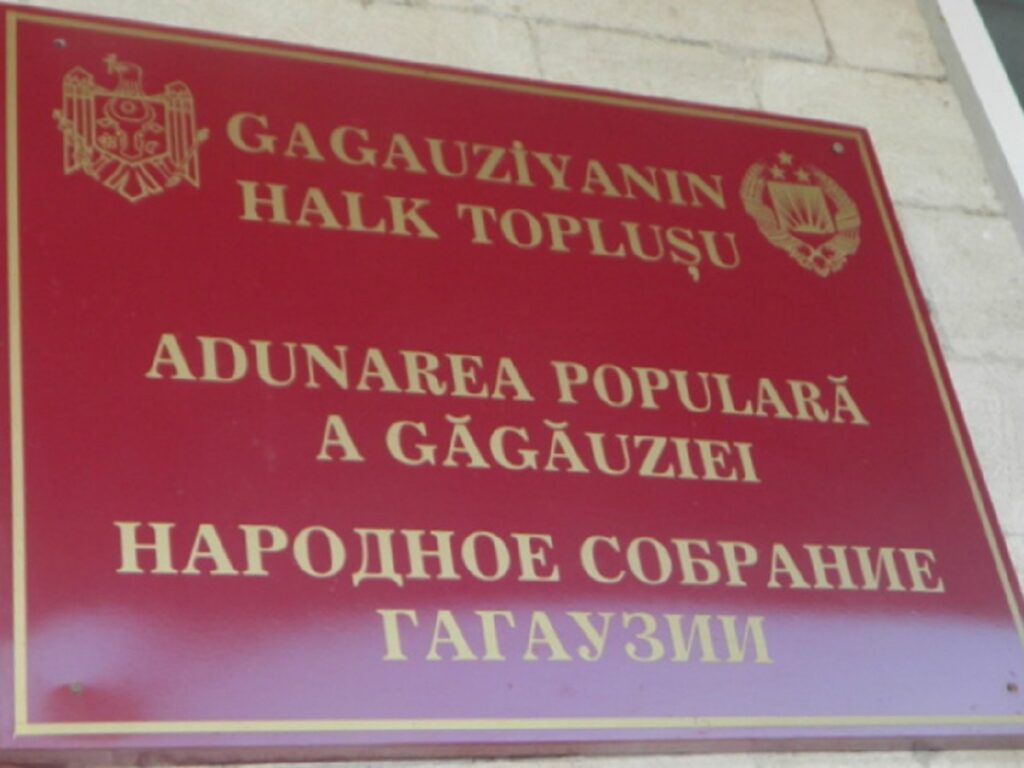 GAGAUZİYANIN
HALK TOPLUŞU
ADUNAREA POPULARĂ
A GĂGĂUZIEI
НАРОДНОЕ СОБРАНИЕ
ГАГАУЗИИ